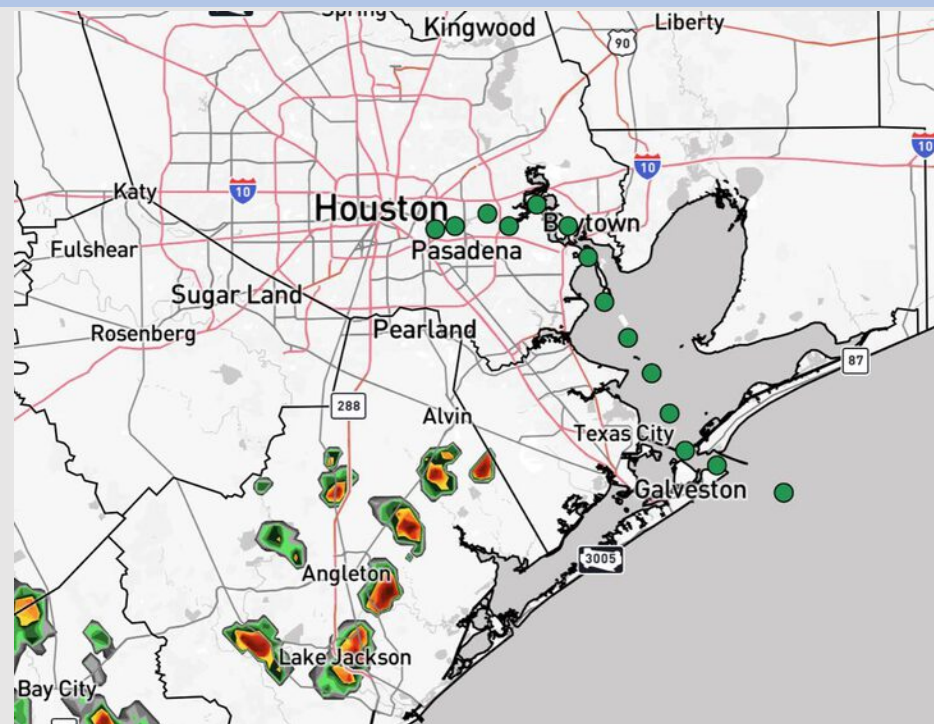 Spring
Kingwood
Liberty
90
10
10
Katy
10
Houston
Baytown
Fulshear
Pasadena
Sugar Land
Rosenberg
Pearland
87
288
Alvin
Texas City
Galveston
3005
Angleton
Lake Jackson
Bay City